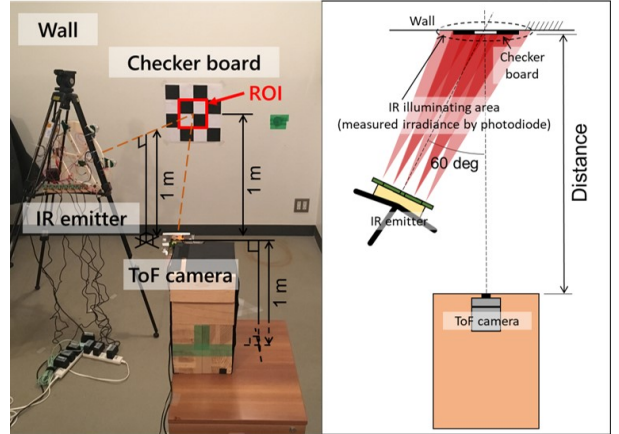 Wall
Checker board
ROI
1 m
1 m
IR emitter
ToF camera
1 m
Wall
Checker
board
IR illuminating area
(measured irradiance by photodiode)
60 deg
Distance
IR emitter
ToF camera